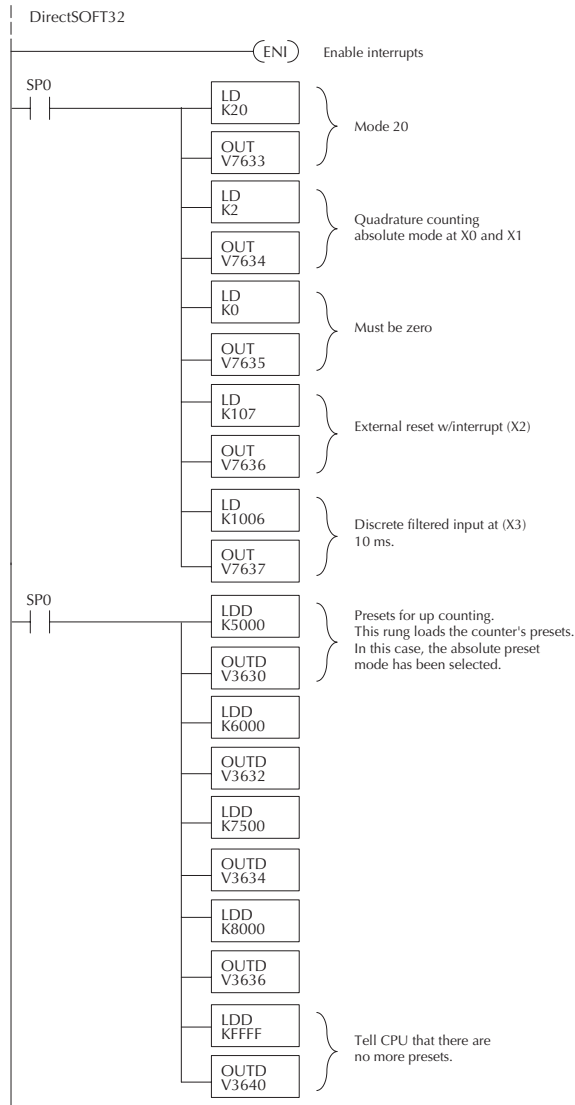 DirectSOFT32
ENI
Enable interrupts
SP0
LD
K20
OUT
V7633
Mode 20
LD
K2
OUT
V7634
Quadrature counting
absolute mode at X0 and X1
LD
K0
OUT
V7635
Must be zero
LD
K107
OUT
V7636
External reset w/interrupt (X2)
LD
K1006
OUT
V7637
Discrete filtered input at (X3)
10 ms.
SP0
LDD
K5000
OUTD
V3630
Presets for up counting.
This rung loads the counter's presets.
In this case, the absolute preset
mode has been selected.
LDD
K6000
OUTD
V3632
LDD
K7500
OUTD
V3634
LDD
K8000
OUTD
V3636
LDD
KFFFF
OUTD
V3640
Tell CPU that there are
no more presets.